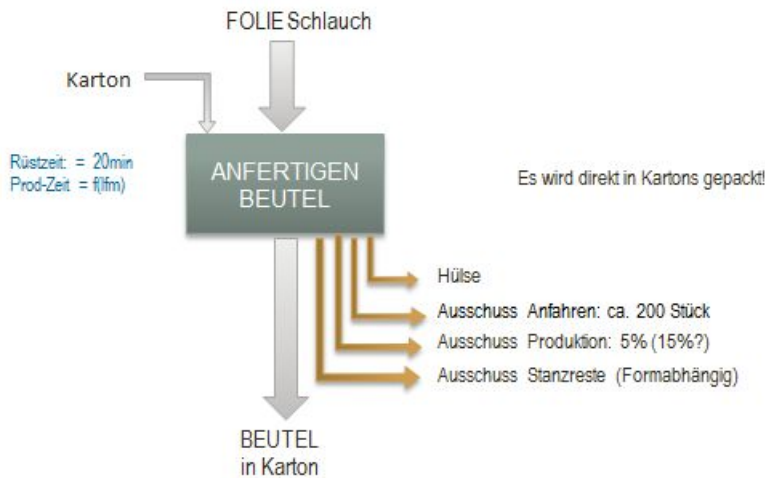 FOLIE Schlauch
Karton
Rüstzeit: = 20min
Prod-Zeit = f(lfm)
ANFERTIGEN
BEUTEL
Es wird direkt in Kartons gepackt!
Hülse
Ausschuss Anfahren: ca. 200 Stück
Ausschuss Produktion: 5% (15%?)
Ausschuss Stanzreste (Formabhängig)
BEUTEL
in Karton